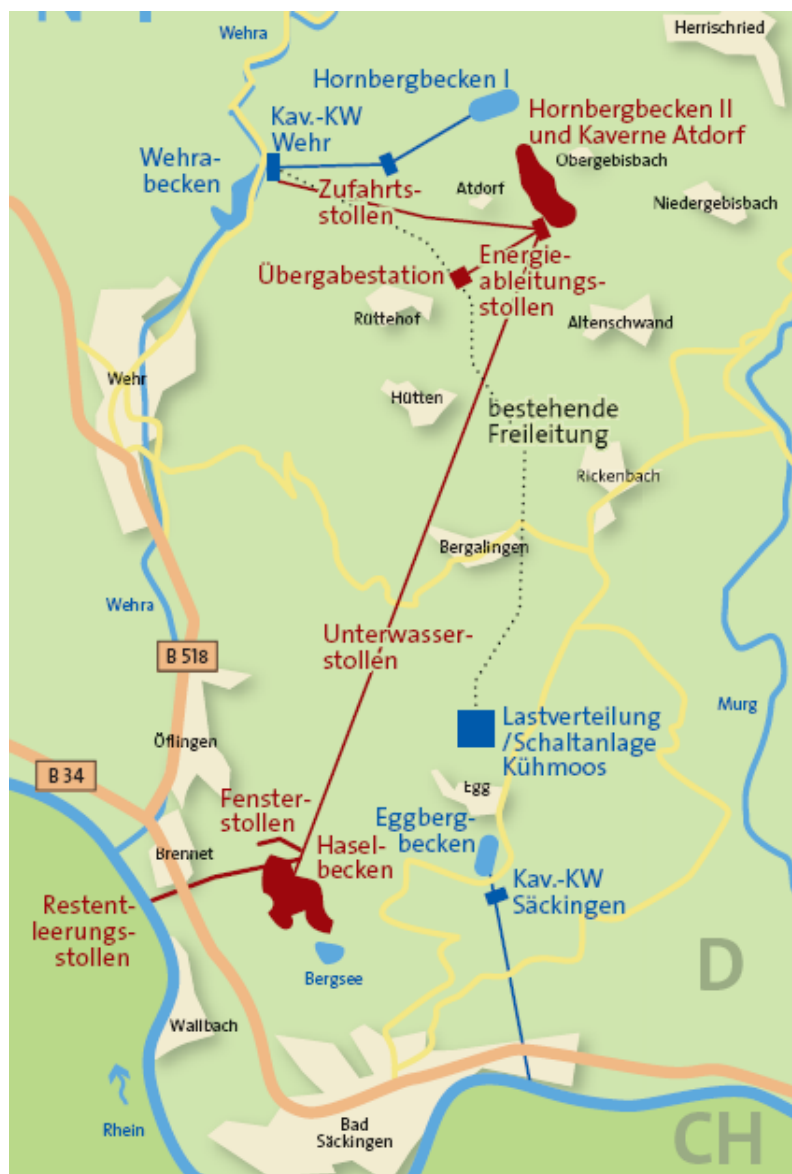 Wehra
Herrischried
Hornbergbecken I
Kav.-KW
Wehr
Hornbergbecken II
und Kaverne Atdorf
Wehra-
becken
Obergebisbach
Zufahrts-
stollen
Atdorf
Niedergebisbach
Energie-
ableitungs-
stollen
Übergabestation
Rüttehof
Altenschwand
Wehr
Hütten
bestehende
Freileitung
Rickenbach
Bergalingen
Wehra
Unterwasser-
stollen
B 518
Lastverteilung
/Schaltanlage
Kühmoos
Murg
Öflingen
B 34
Egg
Fenster-
stollen
Eggberg-
becken
Hasel-
becken
Brennet
Kav.-KW
Säckingen
Restent-
leerungs-
stollen
Bergsee
D
Wallbach
Rhein
Bad
Säckingen
CH